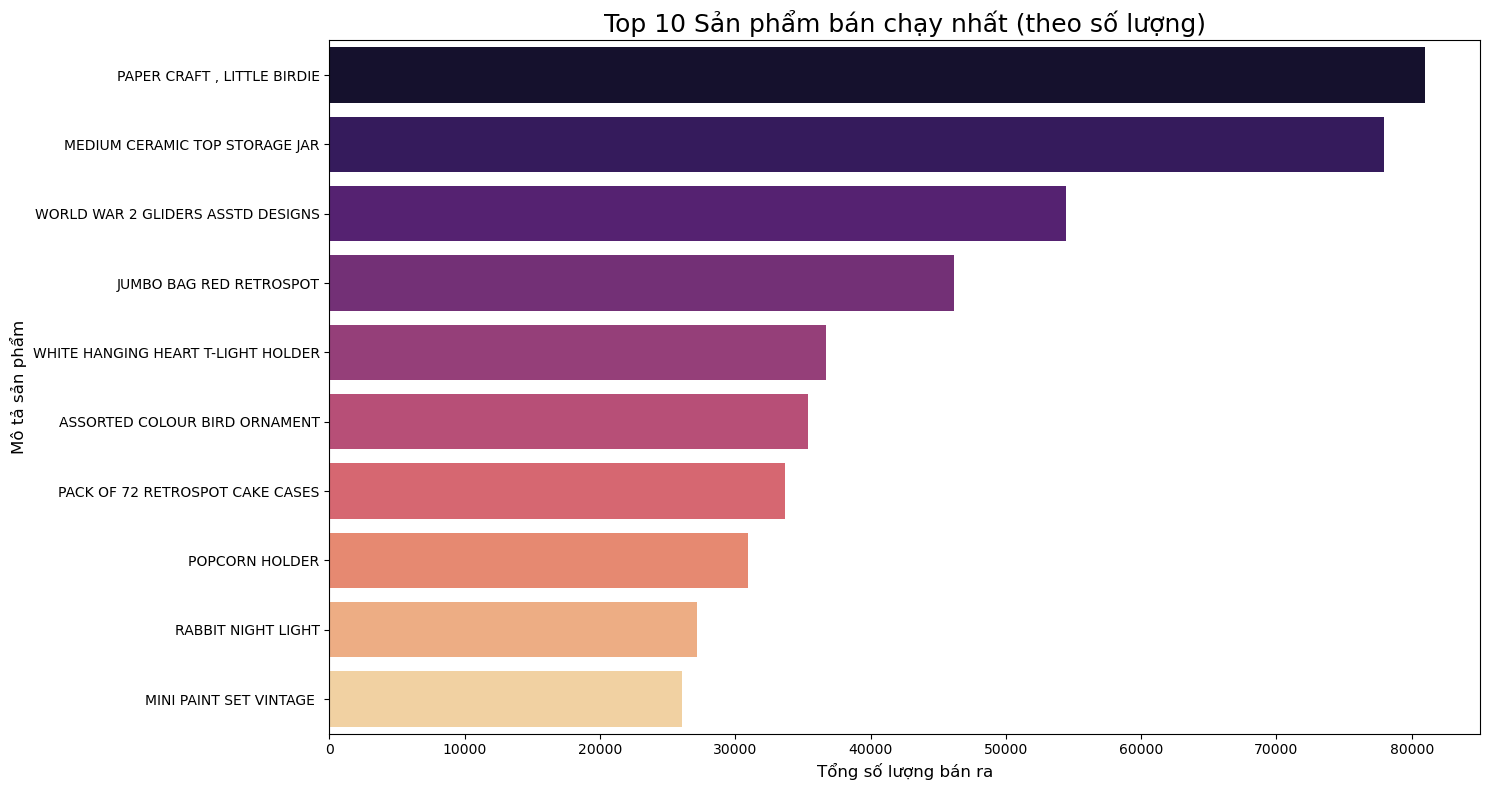 Top 10 Sản phẩm bán chạy nhất (theo số lượng)
PAPER CRAFT , LITTLE BIRDIE
MEDIUM CERAMIC TOP STORAGE JAR
WORLD WAR 2 GLIDERS ASSTD DESIGNS
JUMBO BAG RED RETROSPOT
WHITE HANGING HEART T-LIGHT HOLDER
ASSORTED COLOUR BIRD ORNAMENT
PACK OF 72 RETROSPOT CAKE CASES
POPCORN HOLDER
RABBIT NIGHT LIGHT
MINI PAINT SET VINTAGE
Mô tả sản phẩm
0 10000 20000 30000 40000 50000 60000 70000 80000
Tổng số lượng bán ra